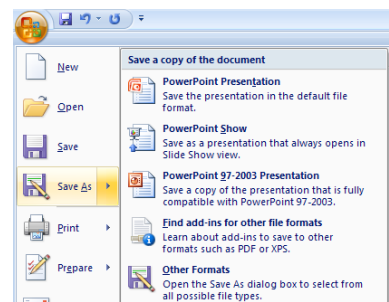 New
Open
Save
Save As
Print
Prepare
Save a copy of the document
PowerPoint Presentation
Save the presentation in the default file
format.
PowerPoint Show
Save as a presentation that always opens in
Slide Show view.
PowerPoint 97-2003 Presentation
Save a copy of the presentation that is fully
compatible with PowerPoint 97-2003.
Find add-ins for other file formats
Learn about add-ins to save to other
formats such as PDF or XPS.
Other Formats
Open the Save As dialog box to select from
all possible file types.